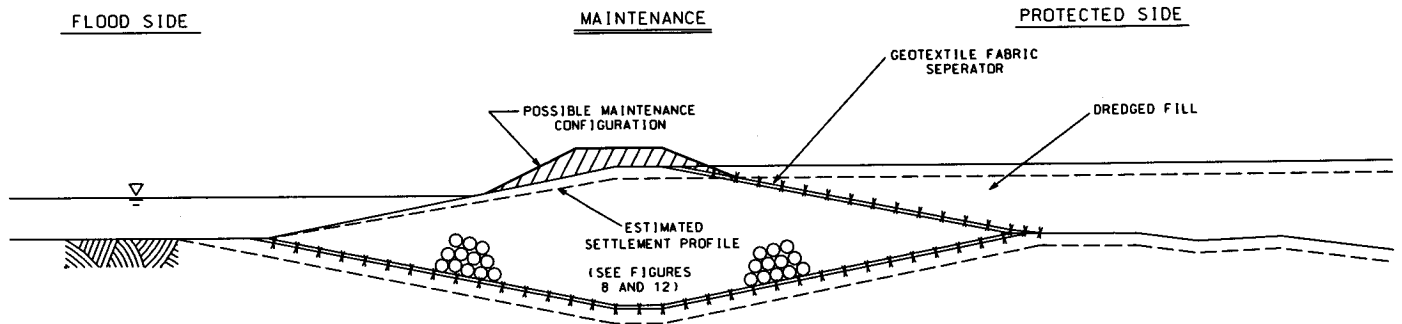 FLOOD SIDE
MAINTENANCE
PROTECTED SIDE
GEOTEXTILE FABRIC
SEPERATOR
POSSIBLE MAINTENANCE
CONFIGURATION
DREDGED FILL
ESTIMATED
SETTLEMENT PROFILE
(SEE FIGURES
8 AND 12)